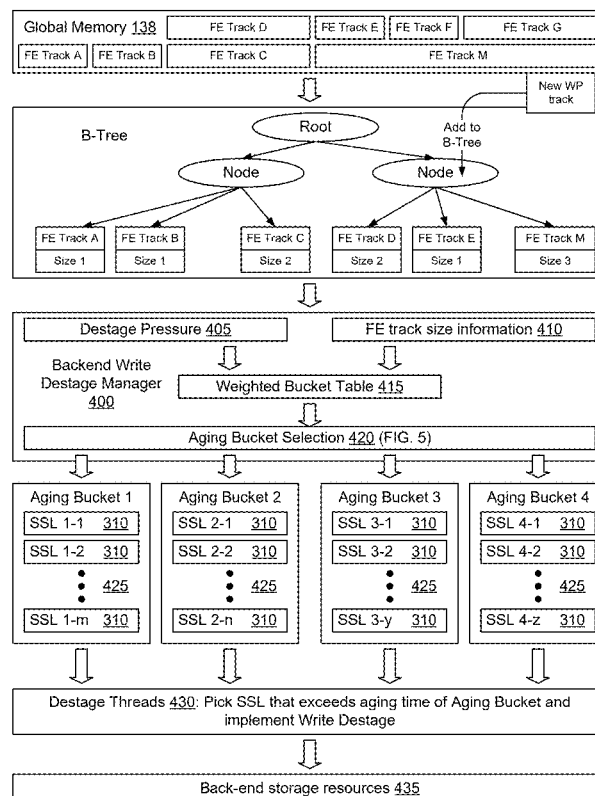 Global Memory 138
FE Track D
FE Track E
FE Track F
FE Track G
FE Track A
FE Track B
FE Track C
FE Track M
New WP
track
B-Tree
Root
Add to
B-Tree
Node
Node
FE Track A
Size 1
FE Track B
Size 1
FE Track C
Size 2
FE Track D
Size 2
FE Track E
Size 1
FE Track M
Size 3
Destage Pressure 405
FE track size information 410
Backend Write
Destage Manager
400
Weighted Bucket Table 415
Aging Bucket Selection 420 (FIG. 5)
Aging Bucket 1
SSL 1-1 310
SSL 1-2 310
425
SSL 1-m 310
Aging Bucket 2
SSL 2-1 310
SSL 2-2 310
425
SSL 2-n 310
Aging Bucket 3
SSL 3-1 310
SSL 3-2 310
425
SSL 3-y 310
Aging Bucket 4
SSL 4-1 310
SSL 4-2 310
425
SSL 4-z 310
Destage Threads 430: Pick SSL that exceeds aging time of Aging Bucket and
implement Write Destage
Back-end storage resources 435